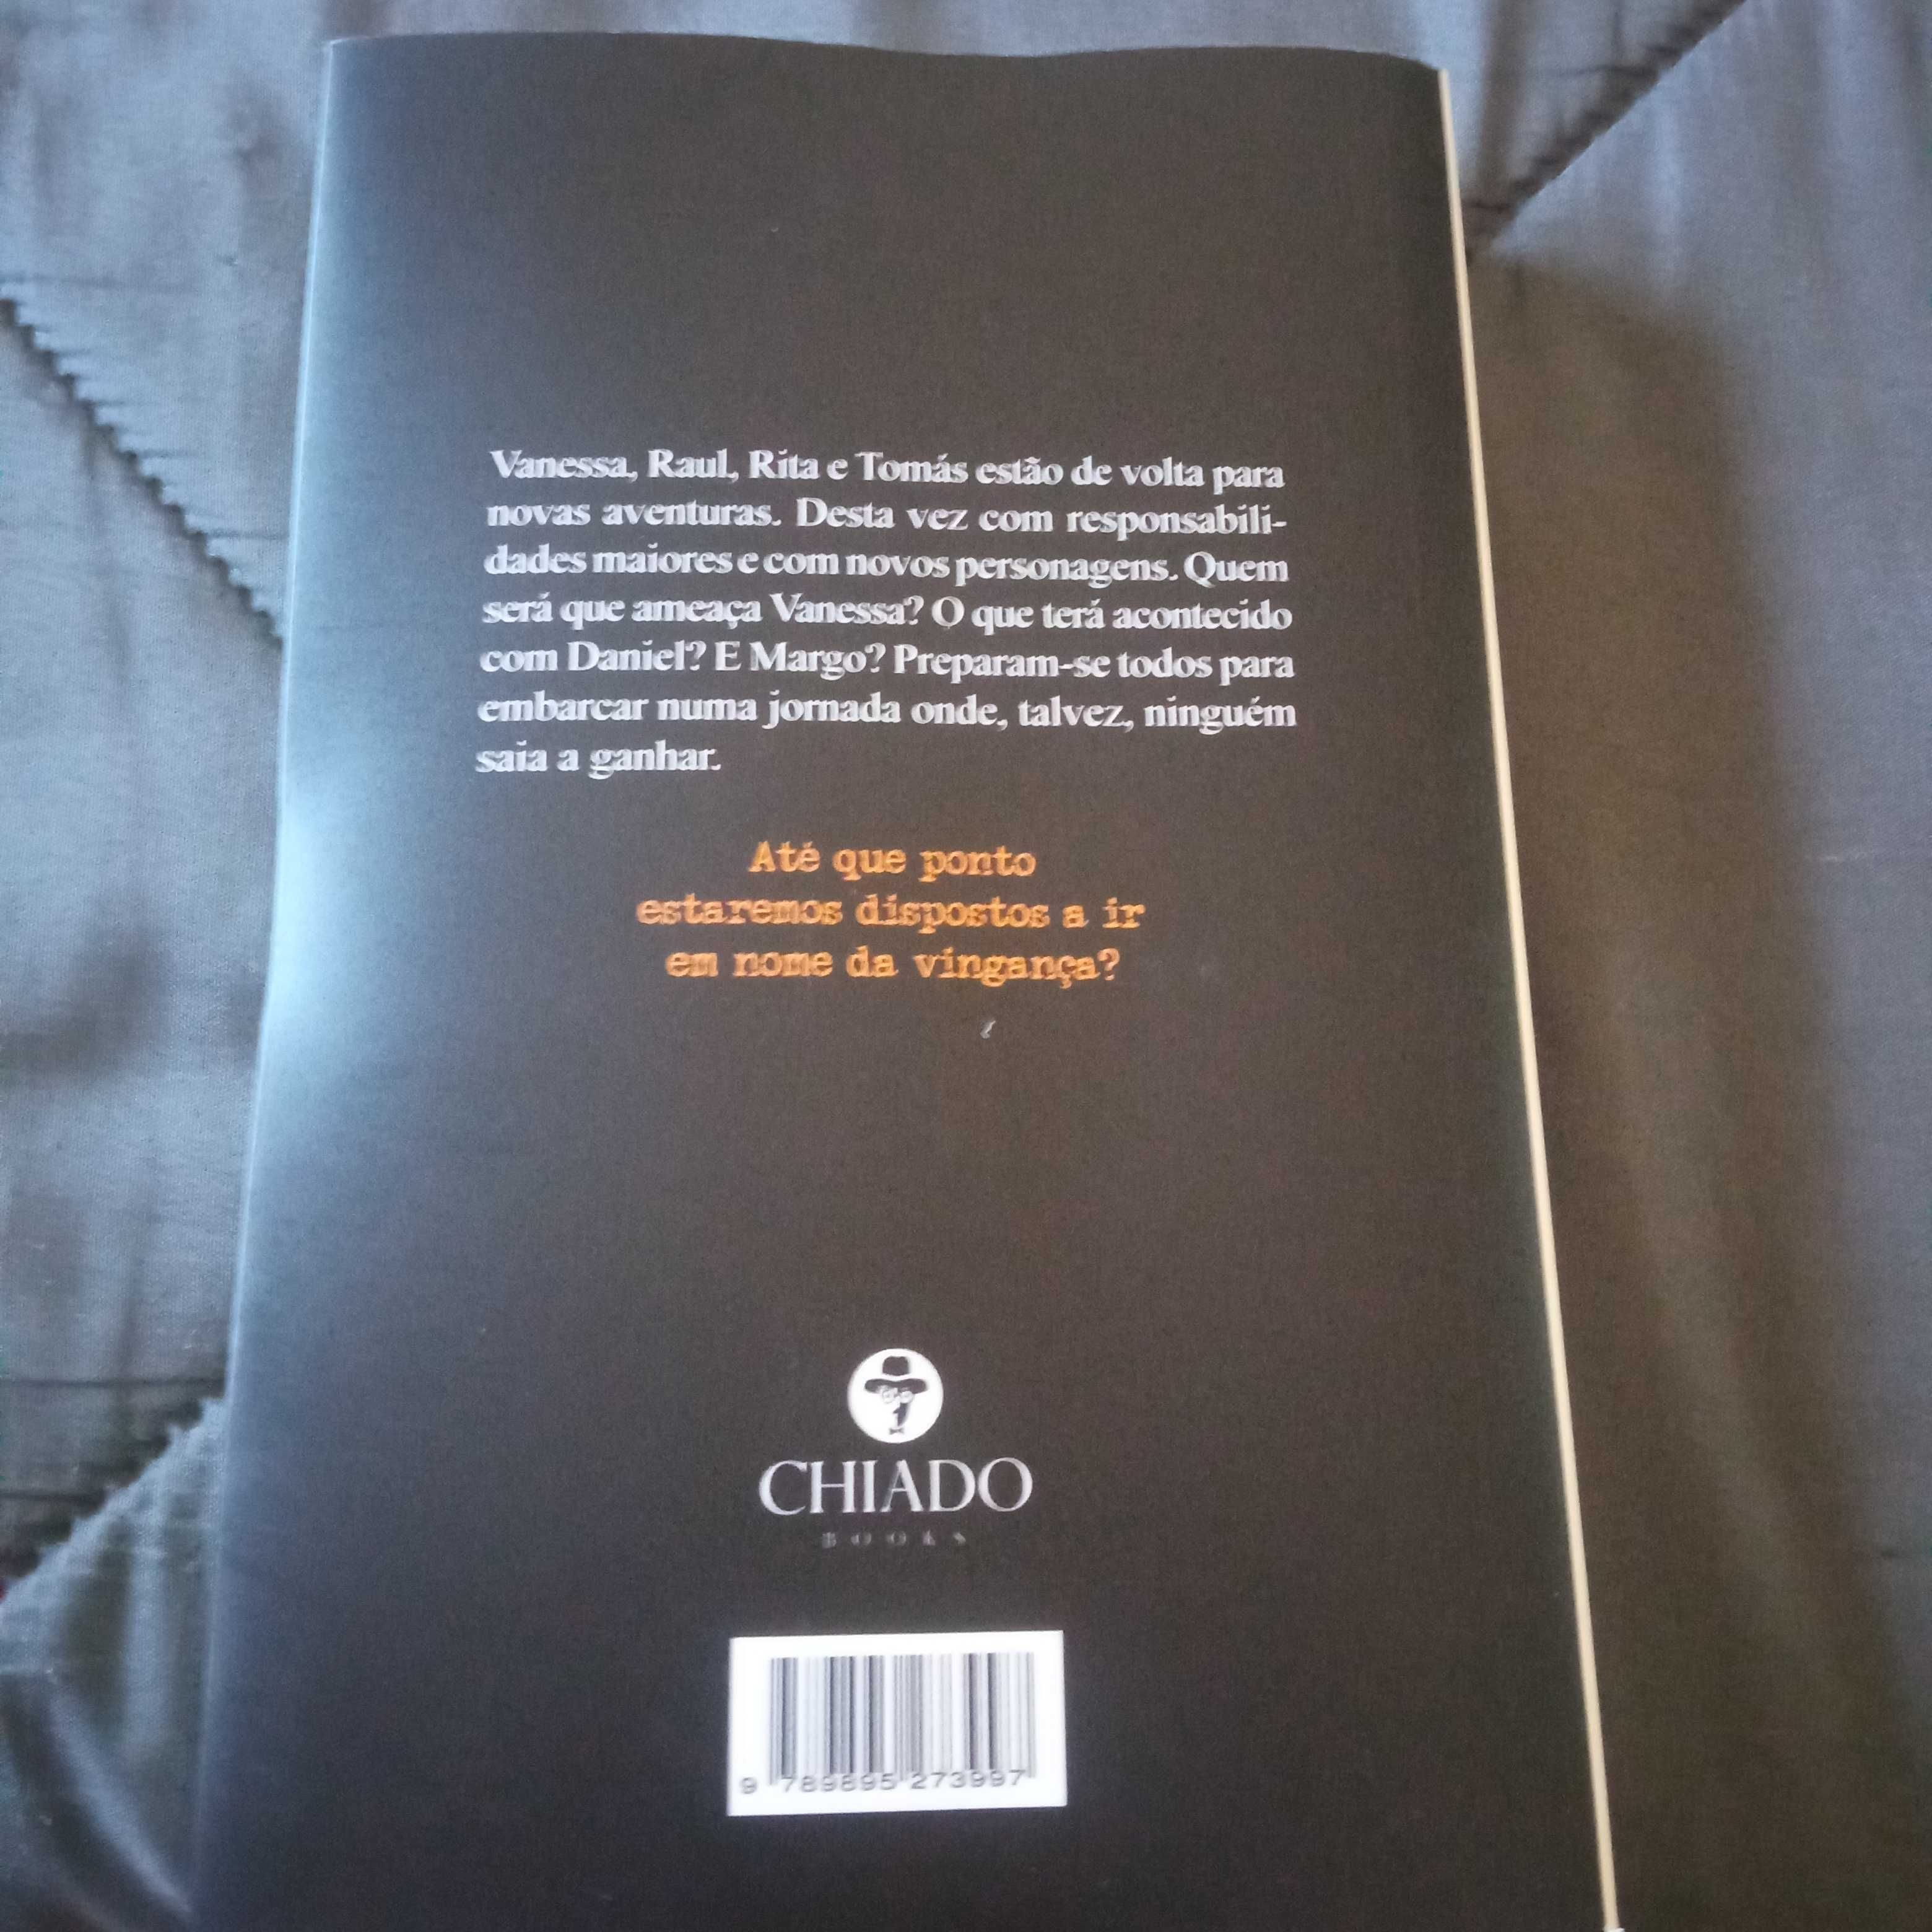 Vanessa, Raul, Rita e Tomás estão de volta para
novas aventuras. Desta vez com responsabili-
dades maiores e com novos personagens. Quem
será que ameaça Vanessa? O que terá acontecido
com Daniel? E Margo? Preparam-se todos para
embarcar numa jornada onde, talvez, ninguém
saia a ganhar.
Até que ponto
estaremos dispostos a ir
em nome da vingança?
CHIADO
BOOKS
9 789895 273997